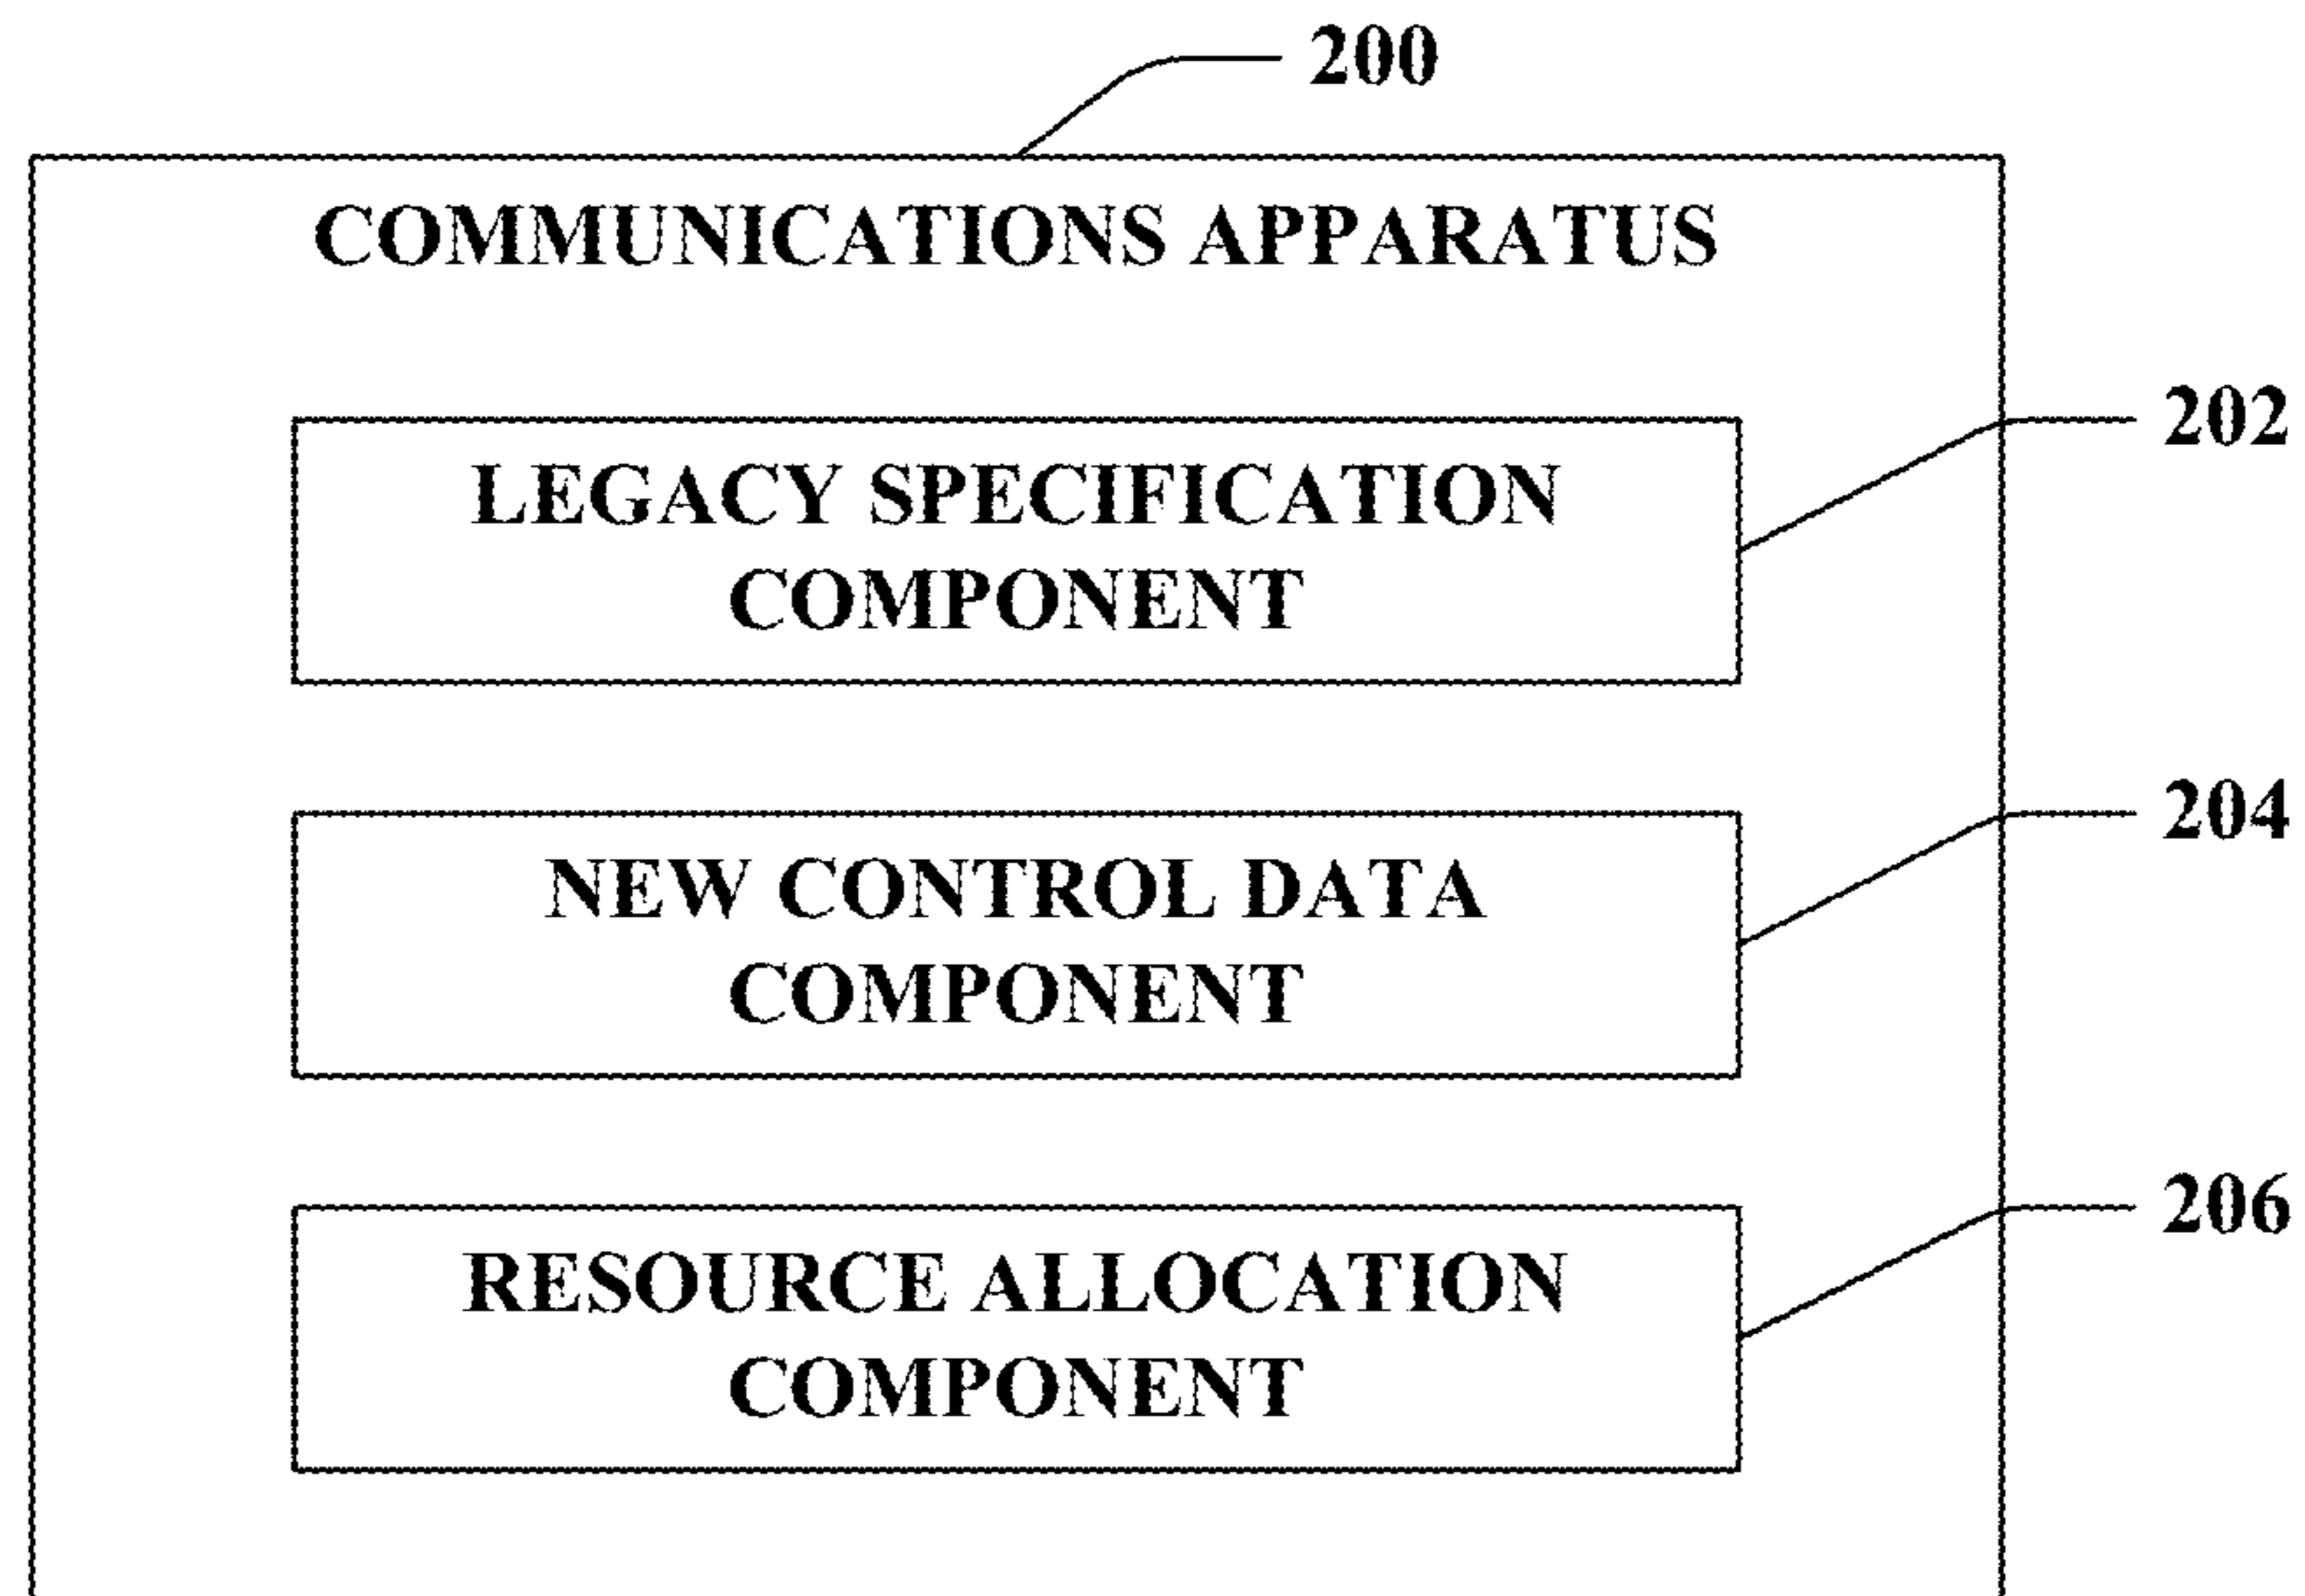 200
COMMUNICATIONS APPARATUS
202
LEGACY SPECIFICATION
COMPONENT
204
NEW CONTROL DATA
COMPONENT
206
RESOURCE ALLOCATION
COMPONENT